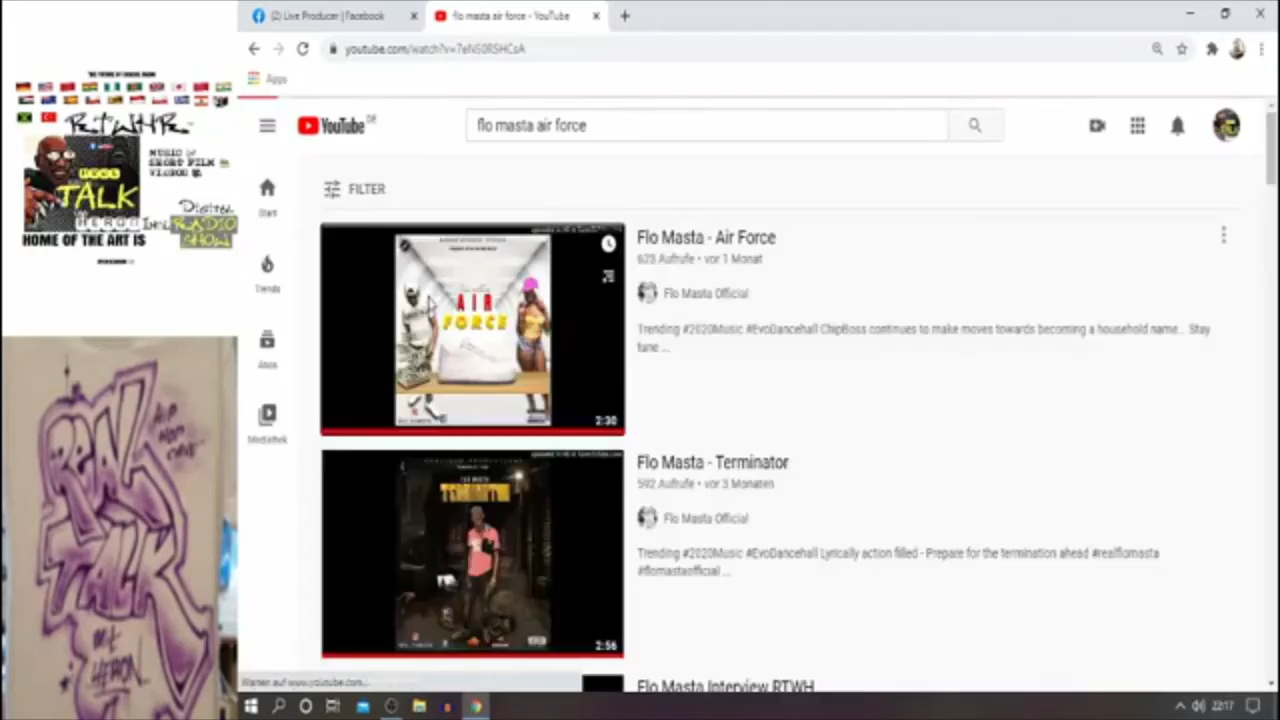 (2) Live Producer | Facebook
flo masta air force - YouTube
youtube.com/watch?v=7eNS0RSHCsA
Apps
YouTube DE
flo masta air force
FILTER
Start
Trends
Abos
Mediathek
AIR
FORCE
2:30
Flo Masta - Air Force
623 Aufrufe • vor 1 Monat
Flo Masta Official
Trending #2020Music #EvoDancehall ChipBoss continues to make moves towards becoming a household name... Stay
tune ...
2:56
Flo Masta - Terminator
592 Aufrufe • vor 3 Monaten
Flo Masta Official
Trending #2020Music #EvoDancehall Lyrically action filled - Prepare for the termination ahead #realflomasta
#flomastaofficial ...
Flo Masta Interview RTWH
Warten auf www.youtube.com...
22:17
RTWHR
REAL
TALK
HERON
MUSIC
SHORT FILM
VIDEOS
DIGITAL
RADIO
SHOW
HOME OF THE ART IS
REAL
TALK
HERON